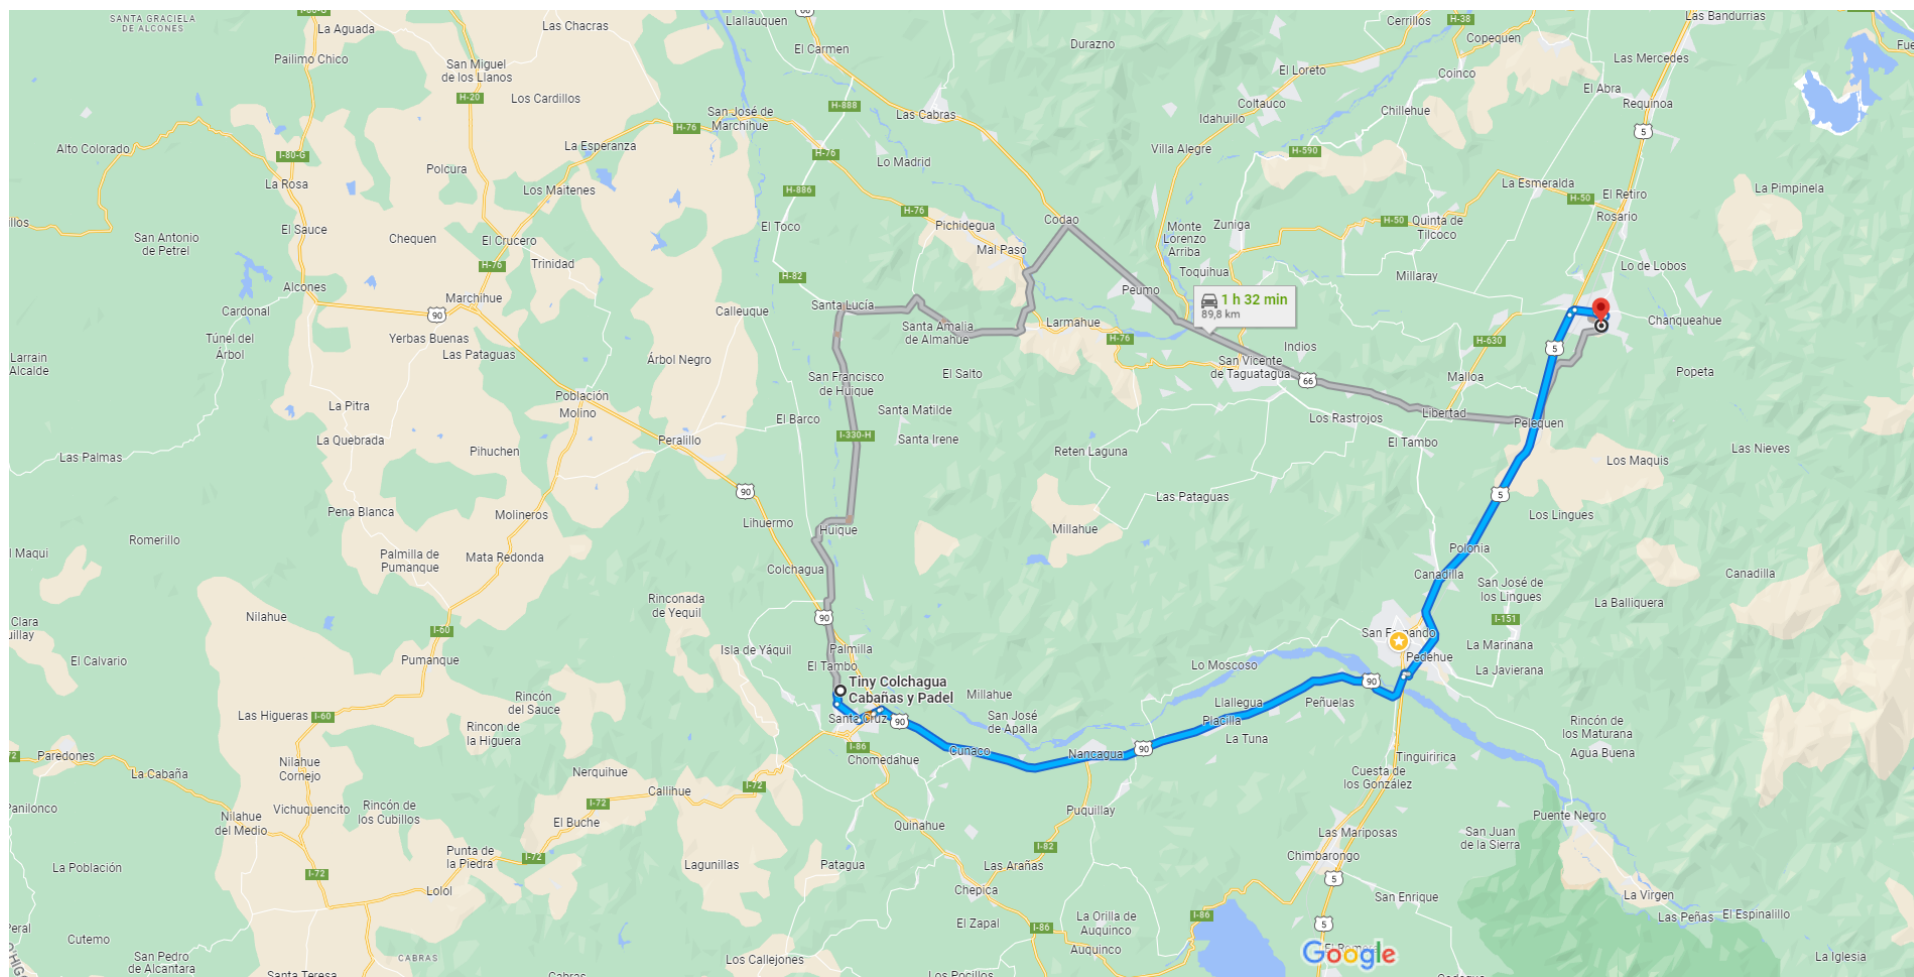 SANTA GRACIELA
DE ALCONES
La Aguada
Las Chacras
Llallauquen
66
Cerrillos
H-38
Las Bandurrias
Pailimo Chico
San Miguel
de los Llanos
El Carmen
Durazno
Copequen
Las Mercedes
H-20
Los Cardillos
El Loreto
Coinco
El Abra
San José de
Marchihue
H-888
Las Cabras
Coltauco
Idahuillo
Chillehue
Requinoa
H-76
5
Alto Colorado
I-80-G
La Esperanza
H-76
Lo Madrid
Villa Alegre
H-590
Polcura
La Rosa
Los Maitenes
H-886
La Esmeralda
El Retiro
H-50
La Pimpinela
H-76
Rosario
San Antonio
de Petrel
El Sauce
Chequen
El Crucero
El Toco
Pichidegua
Codao
Monte
Lorenzo
Arriba
Zuniga
H-50
Quinta de
Tilcoco
H-76
Trinidad
Mal Paso
Toquihua
Millaray
Lo de Lobos
H-82
Alcones
Marchihue
Santa Lucía
Peumo
1 h 32 min
89,8 km
Cardonal
90
Calleuque
Túnel del
Árbol
Yerbas Buenas
Las Pataguas
Santa Amalia
de Almahue
Larmahue
H-76
Indios
H-630
5
Chanqueahue
Larrain
Alcalde
Árbol Negro
San Vicente
de Taguatagua
66
Malloa
Popeta
San Francisco
de Huique
El Salto
Población
La Pitra
Molino
El Barco
Santa Matilde
Los Rastrojos
Libertad
Pelequen
La Quebrada
Peralillo
I-330-H
Santa Irene
El Tambo
Las Palmas
Pihuchen
Reten Laguna
Los Maquis
Las Nieves
90
Las Pataguas
5
Pena Blanca
Molineros
Lihuermo
Huique
Millahue
Los Lingues
Romerillo
Palmilla de
Pumanque
Mata Redonda
Colchagua
Polonia
Canadilla
San José de
los Lingues
Canadilla
Nilahue
Rinconada
de Yequil
90
La Balliquera
I-151
I-60
San Fernando
La Marinana
El Calvario
Pumanque
Isla de Yáquil
Palmilla
El Tambo
Lo Moscoso
Pedehue
La Javierana
Tiny Colchagua
Cabañas y Padel
Rincón
del Sauce
Millahue
90
Llallegua
Peñuelas
Las Higueras
I-60
Rincon de
la Higuera
Santa Cruz
90
San José
de Apalla
Placilla
La Tuna
Rincón de
los Maturana
Paredones
I-86
Cunaco
Nancagua
90
Agua Buena
Nilahue
Cornejo
Chomedahue
Tinguiririca
La Cabaña
Nerquihue
Cuesta de
los González
Callihue
I-72
Vichuquencito
Rincón de
los Cubillos
I-72
Nilahue
del Medio
El Buche
Quinahue
Puquillay
Puente Negro
Las Mariposas
San Juan
de la Sierra
I-82
Punta de
la Piedra
I-72
Lagunillas
Patagua
Las Arañas
Chimbarongo
La Población
I-72
Lolol
Chepica
5
San Enrique
La Virgen
El Zapal
I-86
La Orilla de
Auquinco
I-86
5
Las Peñas
El Espinalillo
Cutemo
San Pedro
de Alcantara
CABRAS
Los Callejones
Auquinco
Google
La Iglesia
Santa Teresa
Cabras
Los Pocillos